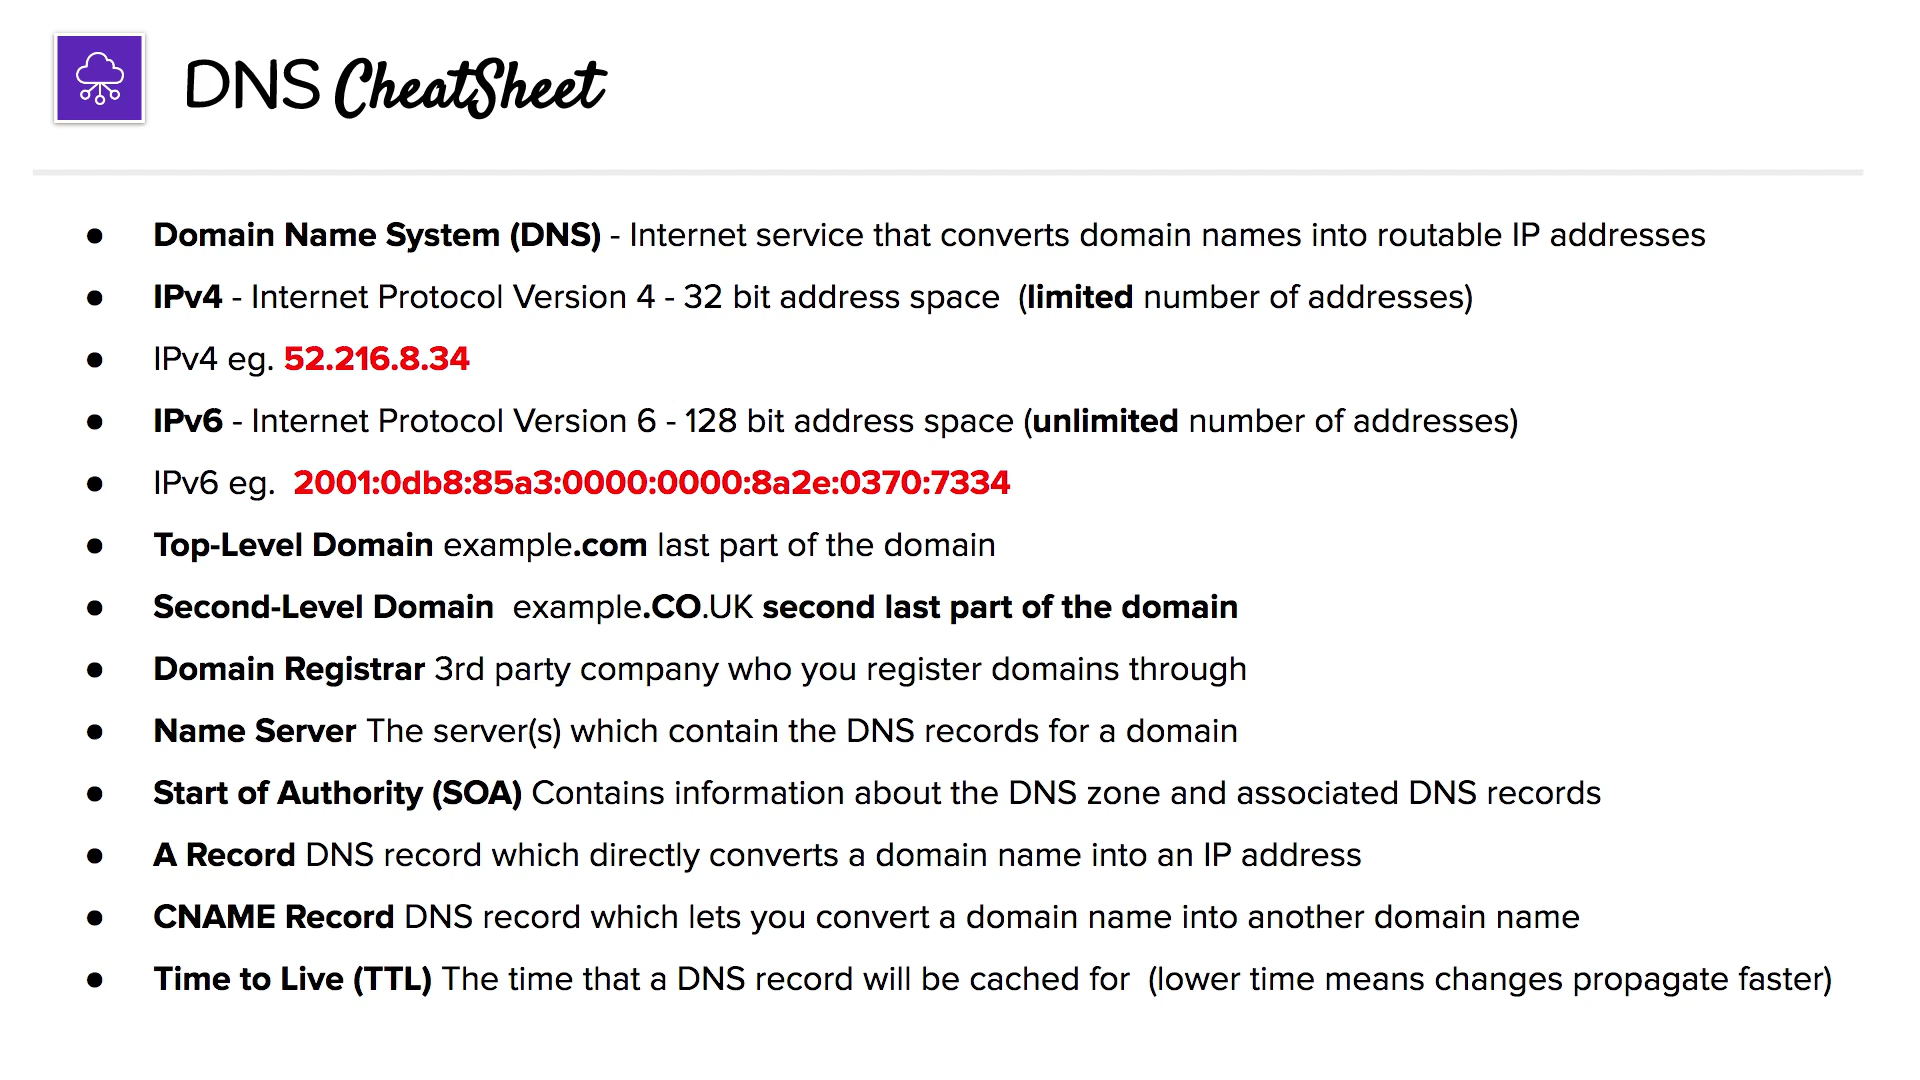 DNS CheatSheet
● Domain Name System (DNS) - Internet service that converts domain names into routable IP addresses
● IPv4 - Internet Protocol Version 4 - 32 bit address space (limited number of addresses)
● IPv4 eg. 52.216.8.34
● IPv6 - Internet Protocol Version 6 - 128 bit address space (unlimited number of addresses)
● IPv6 eg. 2001:0db8:85a3:0000:0000:8a2e:0370:7334
● Top-Level Domain example.com last part of the domain
● Second-Level Domain example.CO.UK second last part of the domain
● Domain Registrar 3rd party company who you register domains through
● Name Server The server(s) which contain the DNS records for a domain
● Start of Authority (SOA) Contains information about the DNS zone and associated DNS records
● A Record DNS record which directly converts a domain name into an IP address
● CNAME Record DNS record which lets you convert a domain name into another domain name
● Time to Live (TTL) The time that a DNS record will be cached for (lower time means changes propagate faster)